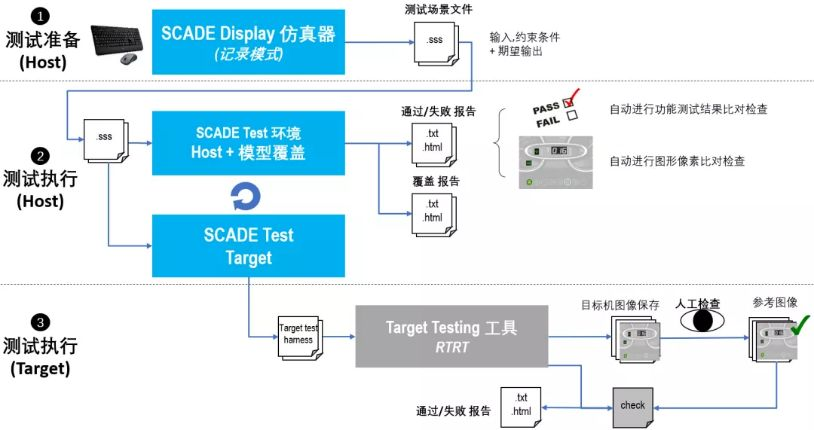 1
测试准备
(Host)
SCADE Display 仿真器
(记录模式)
测试场景文件
.sss
输入,约束条件
+ 期望输出
2
测试执行
(Host)
.sss
SCADE Test 环境
Host + 模型覆盖
通过/失败 报告
.txt
.html
覆盖 报告
.txt
.html
PASS
FAIL
自动进行功能测试结果比对检查
自动进行图形像素比对检查
SCADE Test
Target
3
测试执行
(Target)
Target test
harness
Target Testing 工具
RTRT
目标机图像保存
人工检查
参考图像
通过/失败 报告
.txt
.html
check